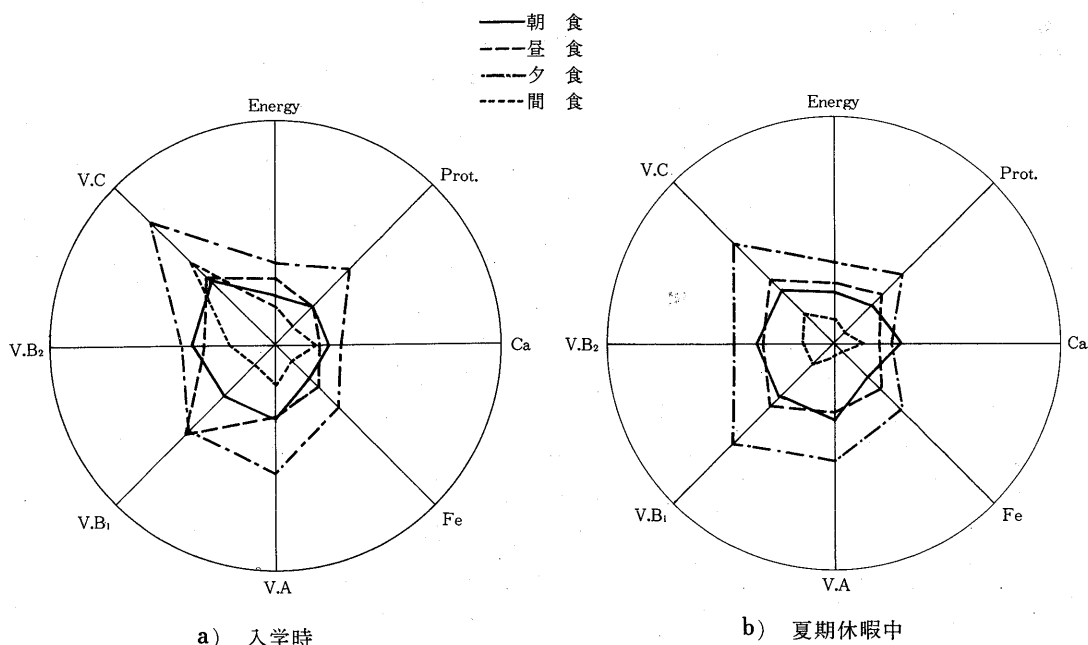 朝 食
昼 食
夕 食
間 食
Energy
Prot.
Ca
Fe
V.A
V.B₁
V.B₂
V.C
a) 入学時
Energy
Prot.
Ca
Fe
V.A
V.B₁
V.B₂
V.C
b) 夏期休暇中